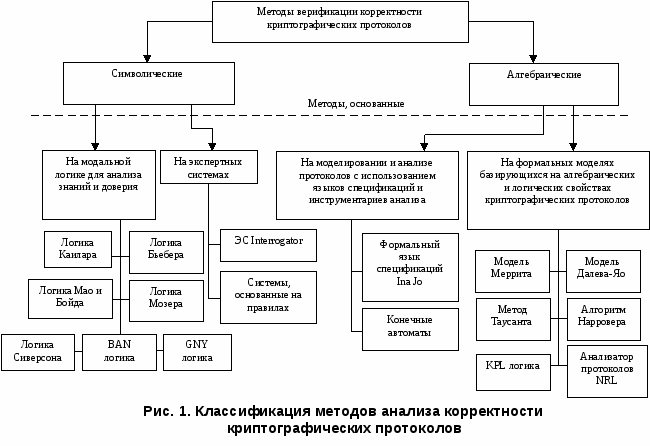 Методы верификации корректности
криптографических протоколов
Символические
Алгебраические
Методы, основанные
На модальной
логике для анализа
знаний и доверия
На экспертных
системах
На моделировании и анализе
протоколов с использованием
языков спецификаций и
инструментариев анализа
На формальных моделях
базирующихся на алгебраических
и логических свойствах
криптографических протоколов
Логика
Каилара
Логика
Бьебера
Логика Мао и
Бойда
Логика
Мозера
Логика
Сиверсона
BAN
логика
GNY
логика
ЭС Interrogator
Системы,
основанные на
правилах
Формальный
язык
спецификаций
Ina Jo
Конечные
автоматы
Модель
Меррита
Модель
Далева-Яо
Метод
Таусанта
Алгоритм
Нарровера
KPL логика
Анализатор
протоколов
NRL
Рис. 1. Классификация методов анализа корректности
криптографических протоколов